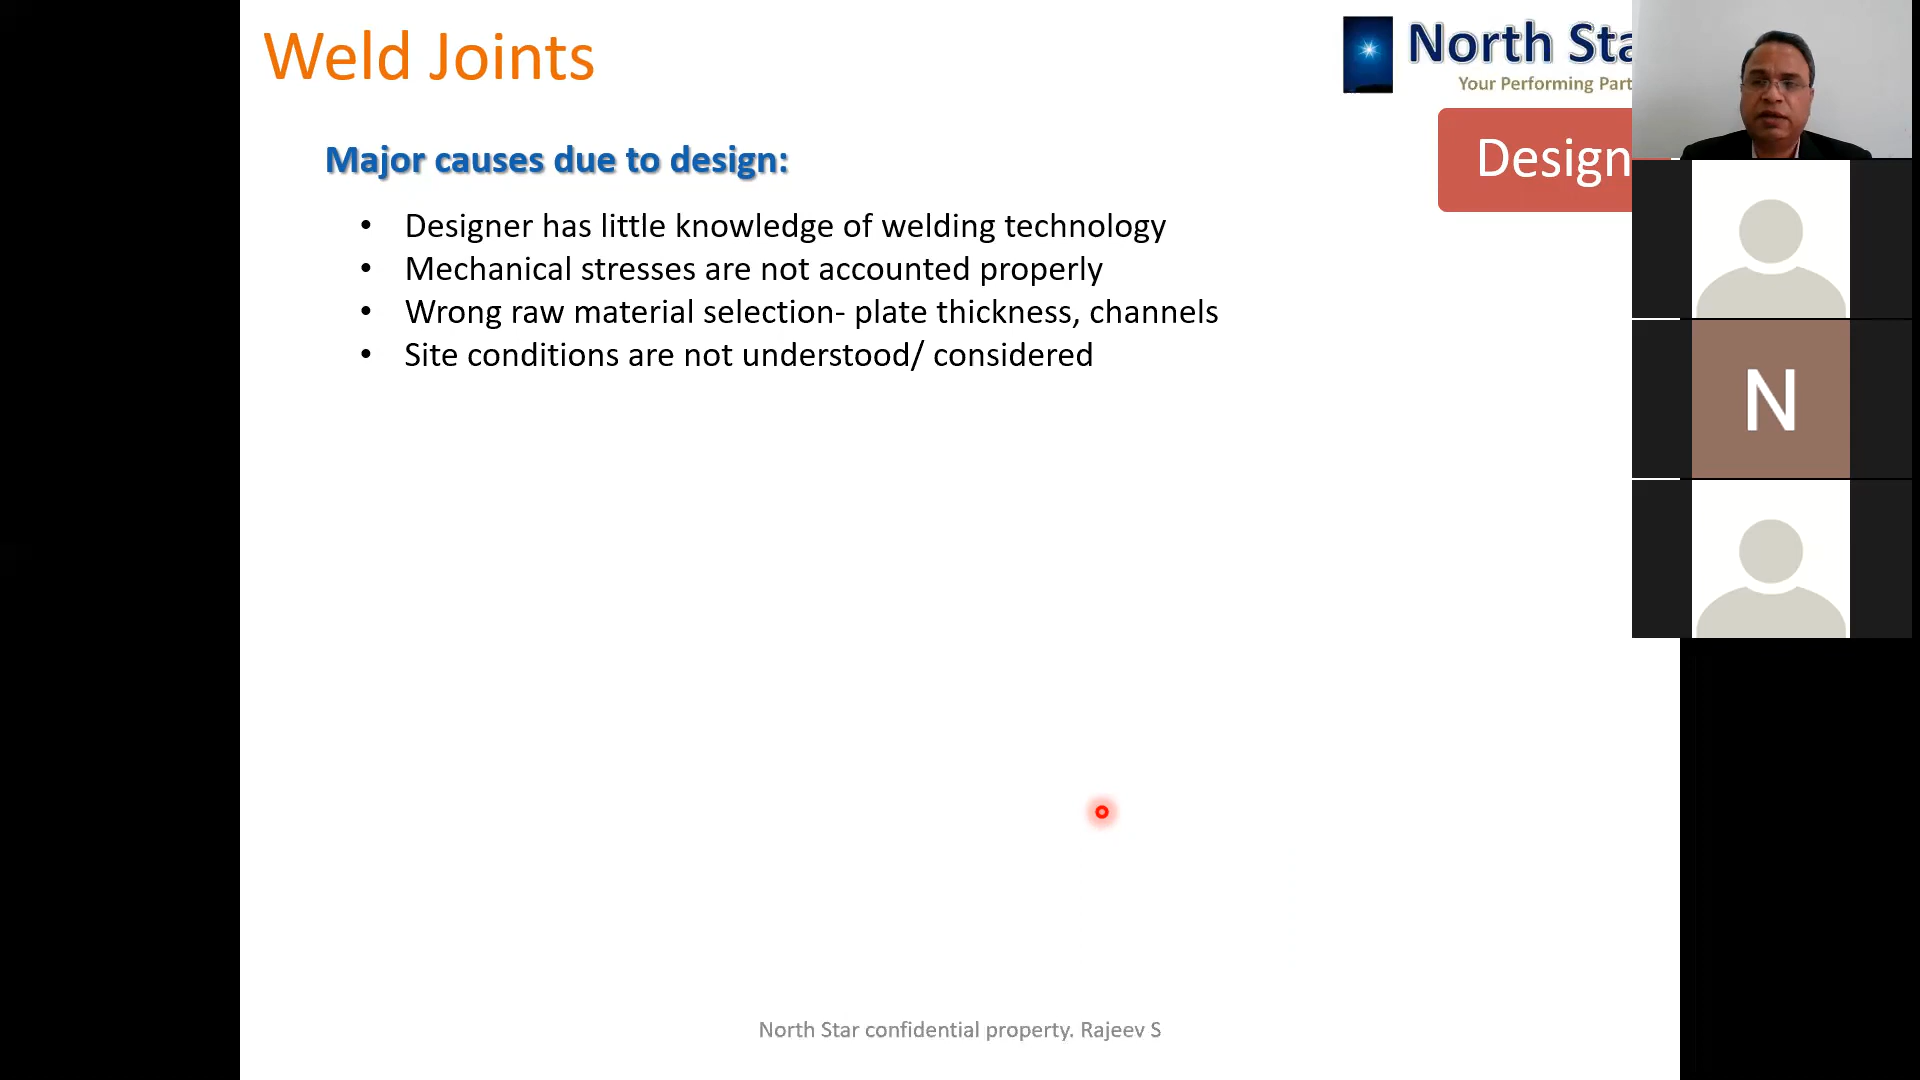 Weld Joints
North Sta
Your Performing Part
Design
Major causes due to design:
• Designer has little knowledge of welding technology
• Mechanical stresses are not accounted properly
• Wrong raw material selection- plate thickness, channels
• Site conditions are not understood/ considered
N
North Star confidential property. Rajeev S